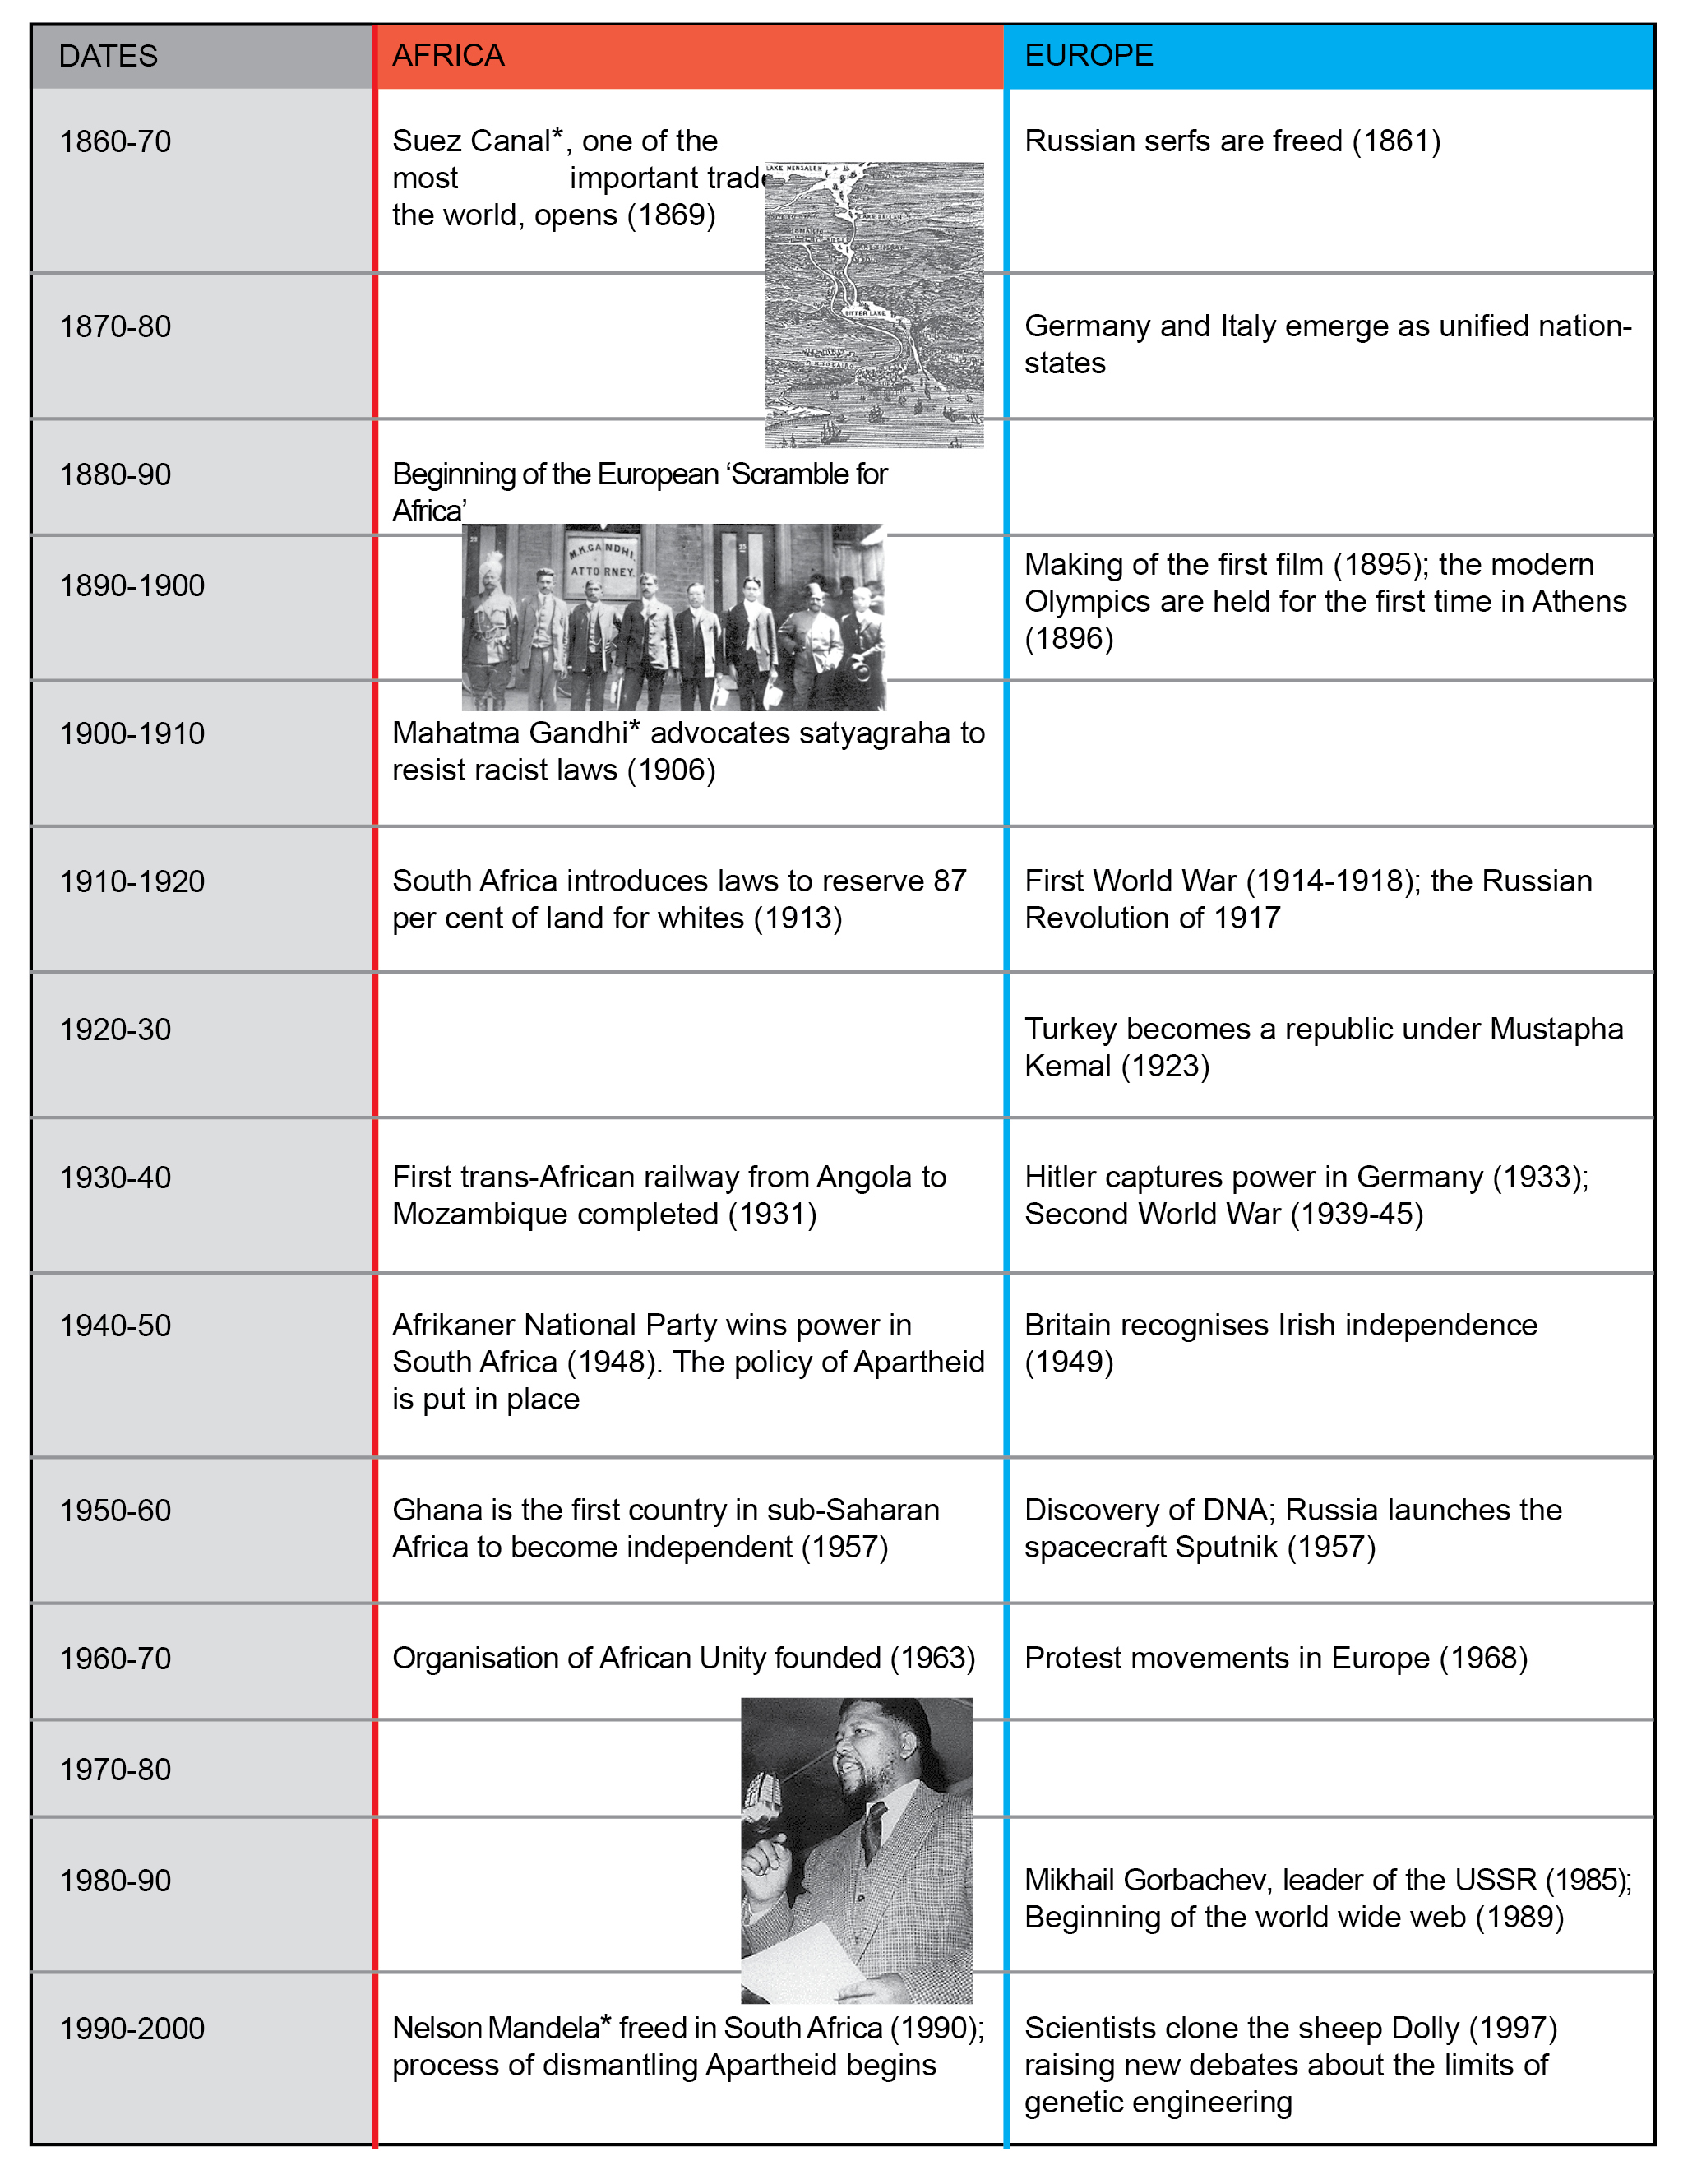 DATES AFRICA EUROPE
1860-70
Suez Canal*, one of the
most important trade
the world, opens (1869)
Russian serfs are freed (1861)
LAKE MENSALEH
BITTER LAKE
1870-80
Germany and Italy emerge as unified nation-
states
1880-90
Beginning of the European ‘Scramble for
Africa’
M.K.GANDHI.
ATTORNEY.
1890-1900
Making of the first film (1895); the modern
Olympics are held for the first time in Athens
(1896)
1900-1910
Mahatma Gandhi* advocates satyagraha to
resist racist laws (1906)
1910-1920
South Africa introduces laws to reserve 87
per cent of land for whites (1913)
First World War (1914-1918); the Russian
Revolution of 1917
1920-30
Turkey becomes a republic under Mustapha
Kemal (1923)
1930-40
First trans-African railway from Angola to
Mozambique completed (1931)
Hitler captures power in Germany (1933);
Second World War (1939-45)
1940-50
Afrikaner National Party wins power in
South Africa (1948). The policy of Apartheid
is put in place
Britain recognises Irish independence
(1949)
1950-60
Ghana is the first country in sub-Saharan
Africa to become independent (1957)
Discovery of DNA; Russia launches the
spacecraft Sputnik (1957)
1960-70
Organisation of African Unity founded (1963)
Protest movements in Europe (1968)
1970-80
1980-90
Mikhail Gorbachev, leader of the USSR (1985);
Beginning of the world wide web (1989)
1990-2000
Nelson Mandela* freed in South Africa (1990);
process of dismantling Apartheid begins
Scientists clone the sheep Dolly (1997)
raising new debates about the limits of
genetic engineering